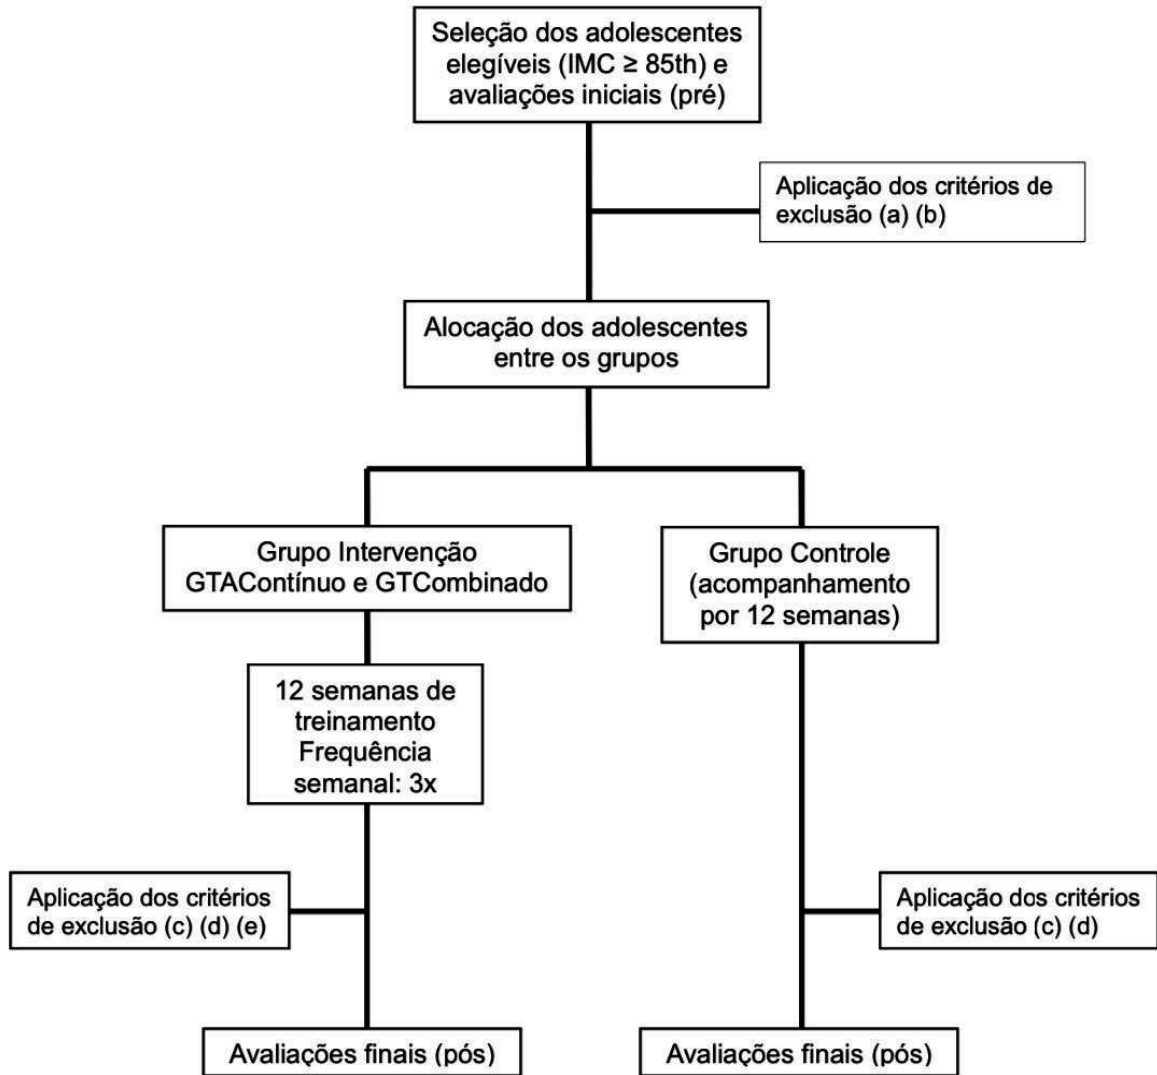 Seleção dos adolescentes
elegíveis (IMC ≥ 85th) e
avaliações iniciais (pré)
Aplicação dos critérios de
exclusão (a) (b)
Alocação dos adolescentes
entre os grupos
Grupo Intervenção
GTAContínuo e GTCombinado
Grupo Controle
(acompanhamento
por 12 semanas)
12 semanas de
treinamento
Frequência
semanal: 3x
Aplicação dos critérios
de exclusão (c) (d) (e)
Aplicação dos critérios
de exclusão (c) (d)
Avaliações finais (pós)
Avaliações finais (pós)